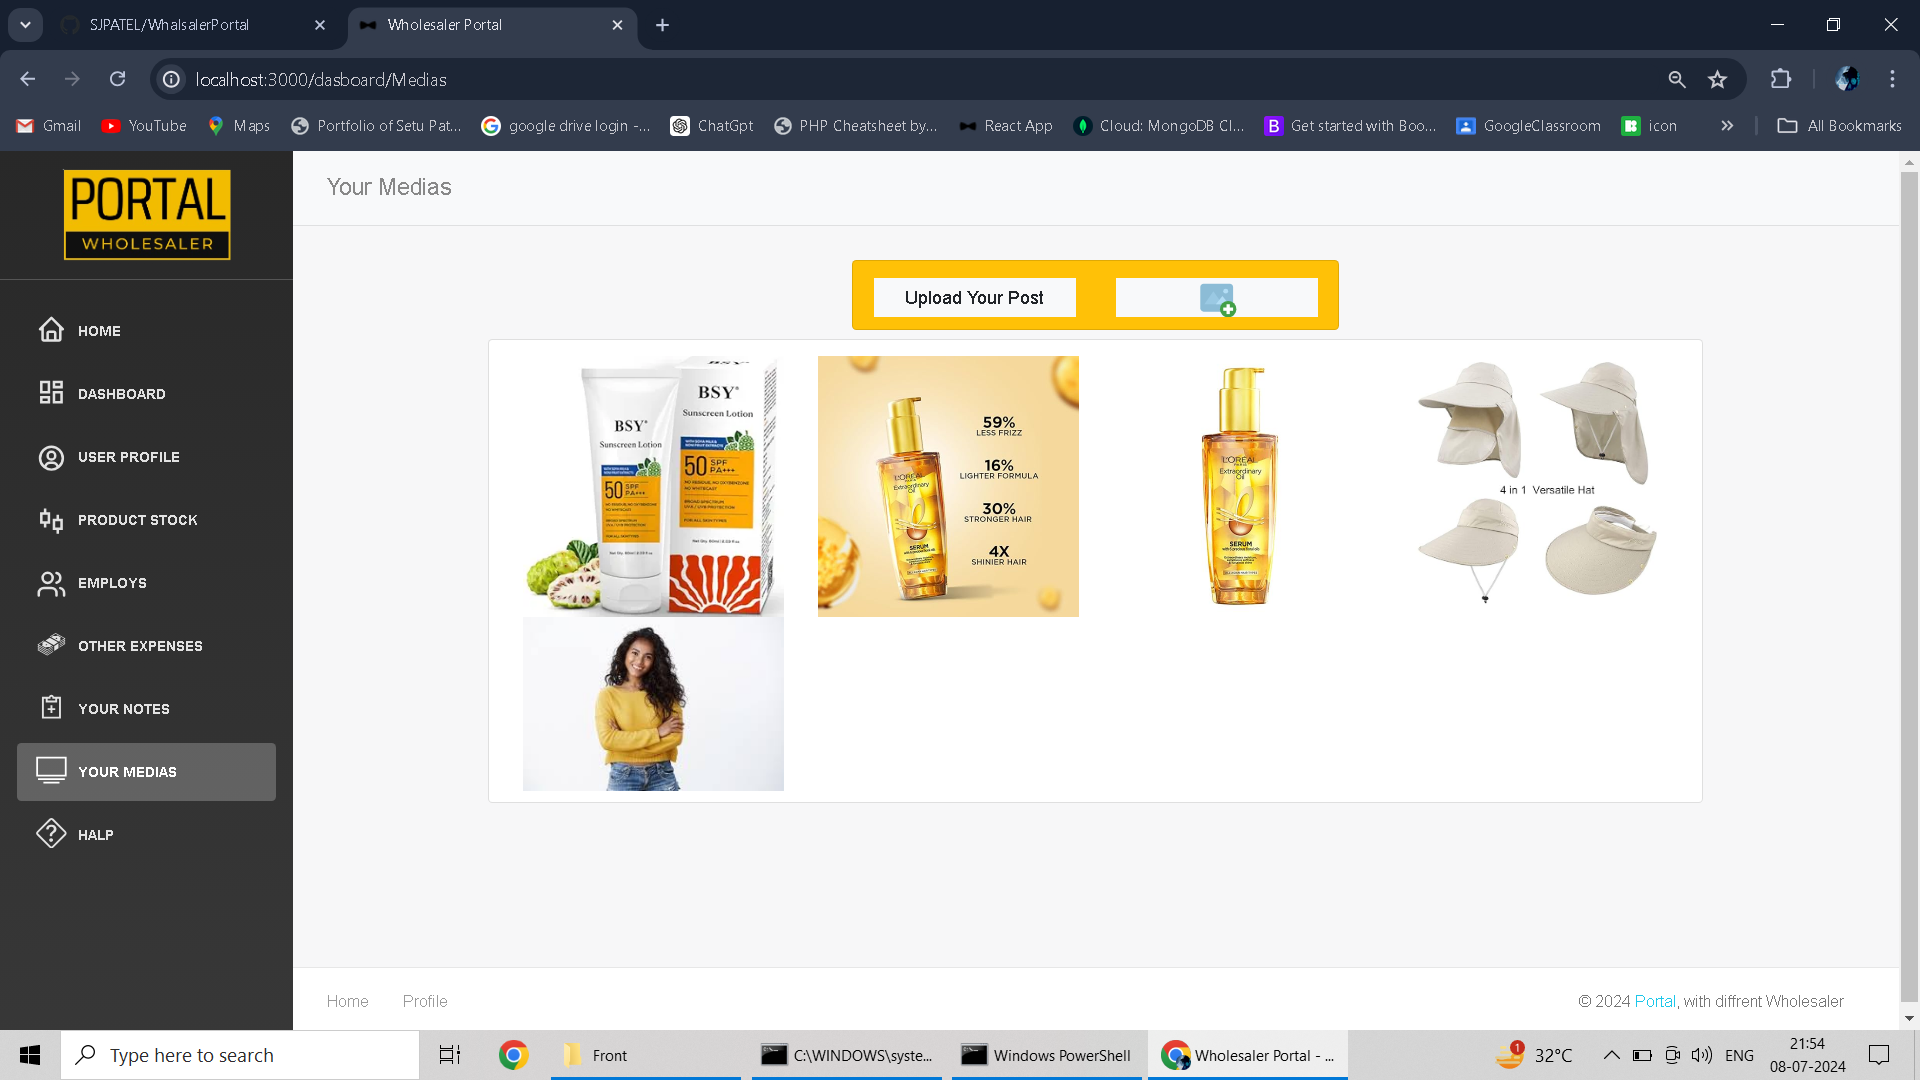 SJPATEL/WhalsalerPortal
Wholesaler Portal
localhost:3000/dasboard/Medias
Gmail
YouTube
Maps
Portfolio of Setu Pat...
google drive login -...
ChatGpt
PHP Cheatsheet by...
React App
Cloud: MongoDB Cl...
Get started with Boo...
GoogleClassroom
icon
All Bookmarks
PORTAL
WHOLESALER
HOME
DASHBOARD
USER PROFILE
PRODUCT STOCK
EMPLOYS
OTHER EXPENSES
YOUR NOTES
YOUR MEDIAS
HALP
Your Medias
Upload Your Post
BSY
Sunscreen Lotion
50 SPF
PA+++
BSY
Sunscreen Lotion
50 SPF
PA+++
59%
LESS FRIZZ
16%
LIGHTER FORMULA
30%
STRONGER HAIR
4X
SHINIER HAIR
L'OREAL
PARIS
Extraordinary
Oil
SERUM
L'OREAL
PARIS
Extraordinary
Oil
SERUM
4 in 1 Versatile Hat
Home
Profile
© 2024 Portal, with diffrent Wholesaler
Type here to search
Front
C:\WINDOWS\syste...
Windows PowerShell
Wholesaler Portal - ...
1
32°C
ENG
21:54
08-07-2024